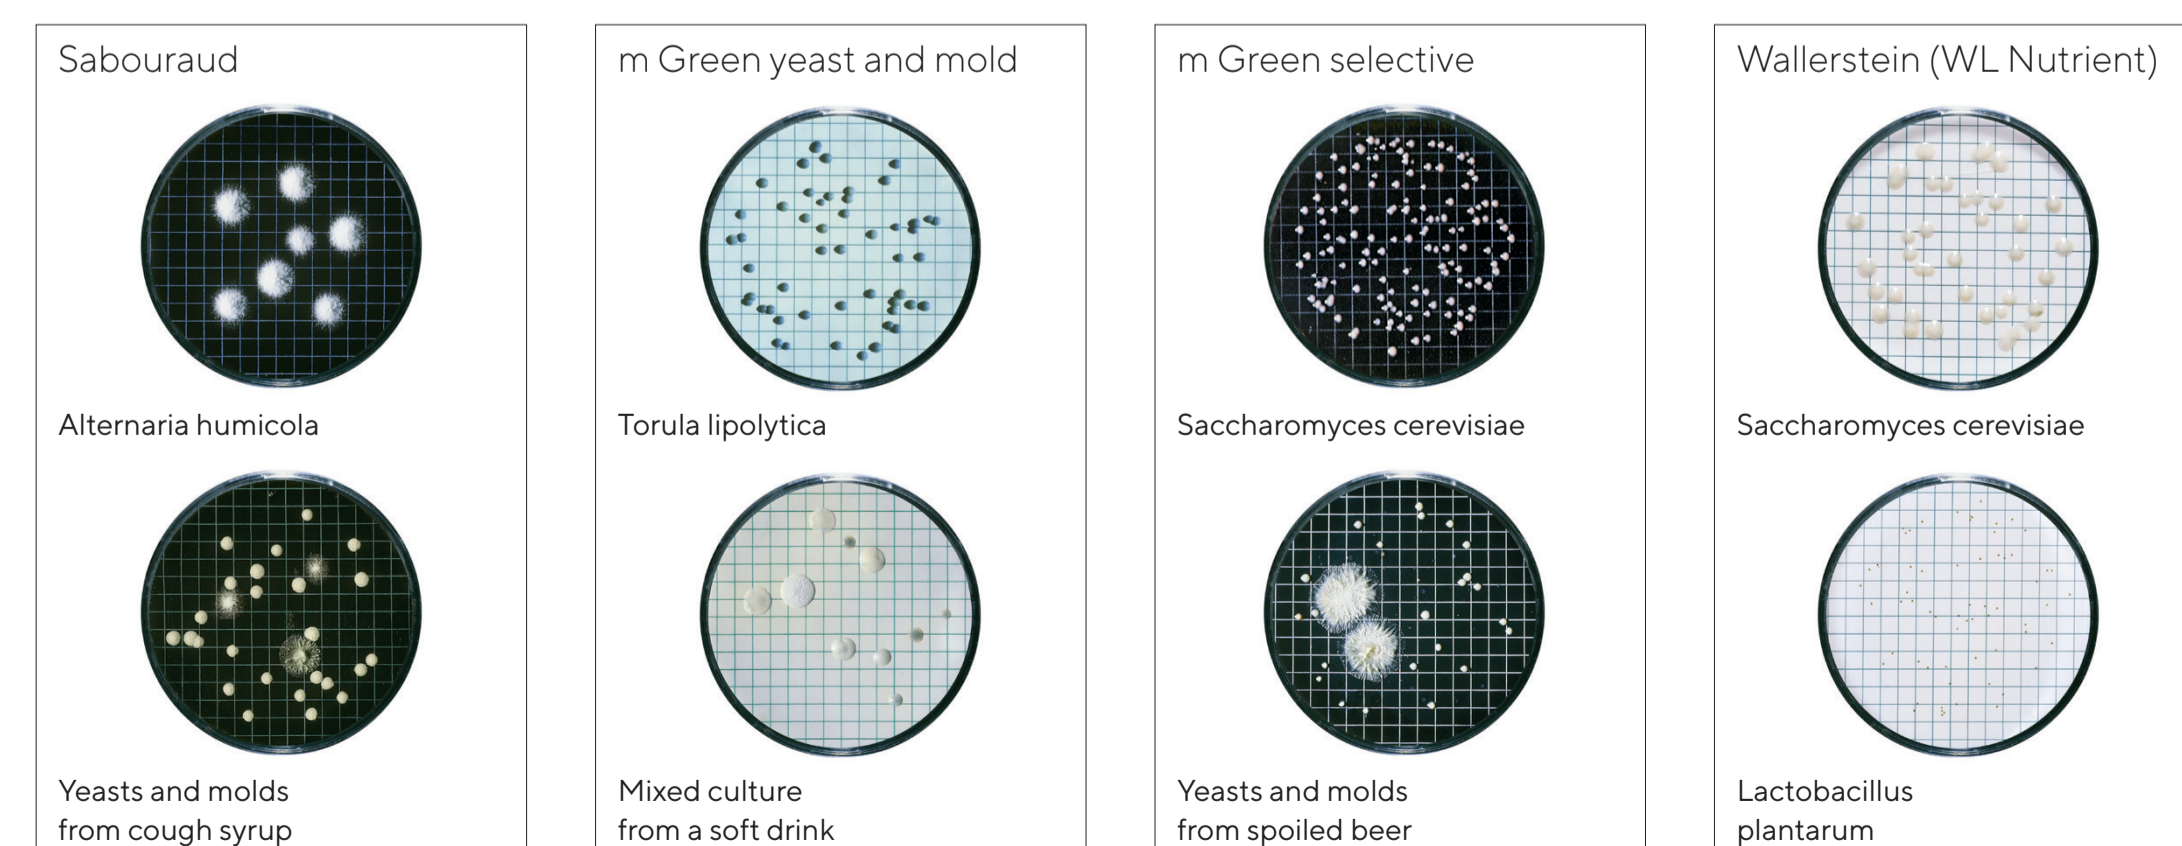 Sabouraud
Alternaria humicola
Yeasts and molds
from cough syrup
m Green yeast and mold
Torula lipolytica
Mixed culture
from a soft drink
m Green selective
Saccharomyces cerevisiae
Yeasts and molds
from spoiled beer
Wallerstein (WL Nutrient)
Saccharomyces cerevisiae
Lactobacillus
plantarum